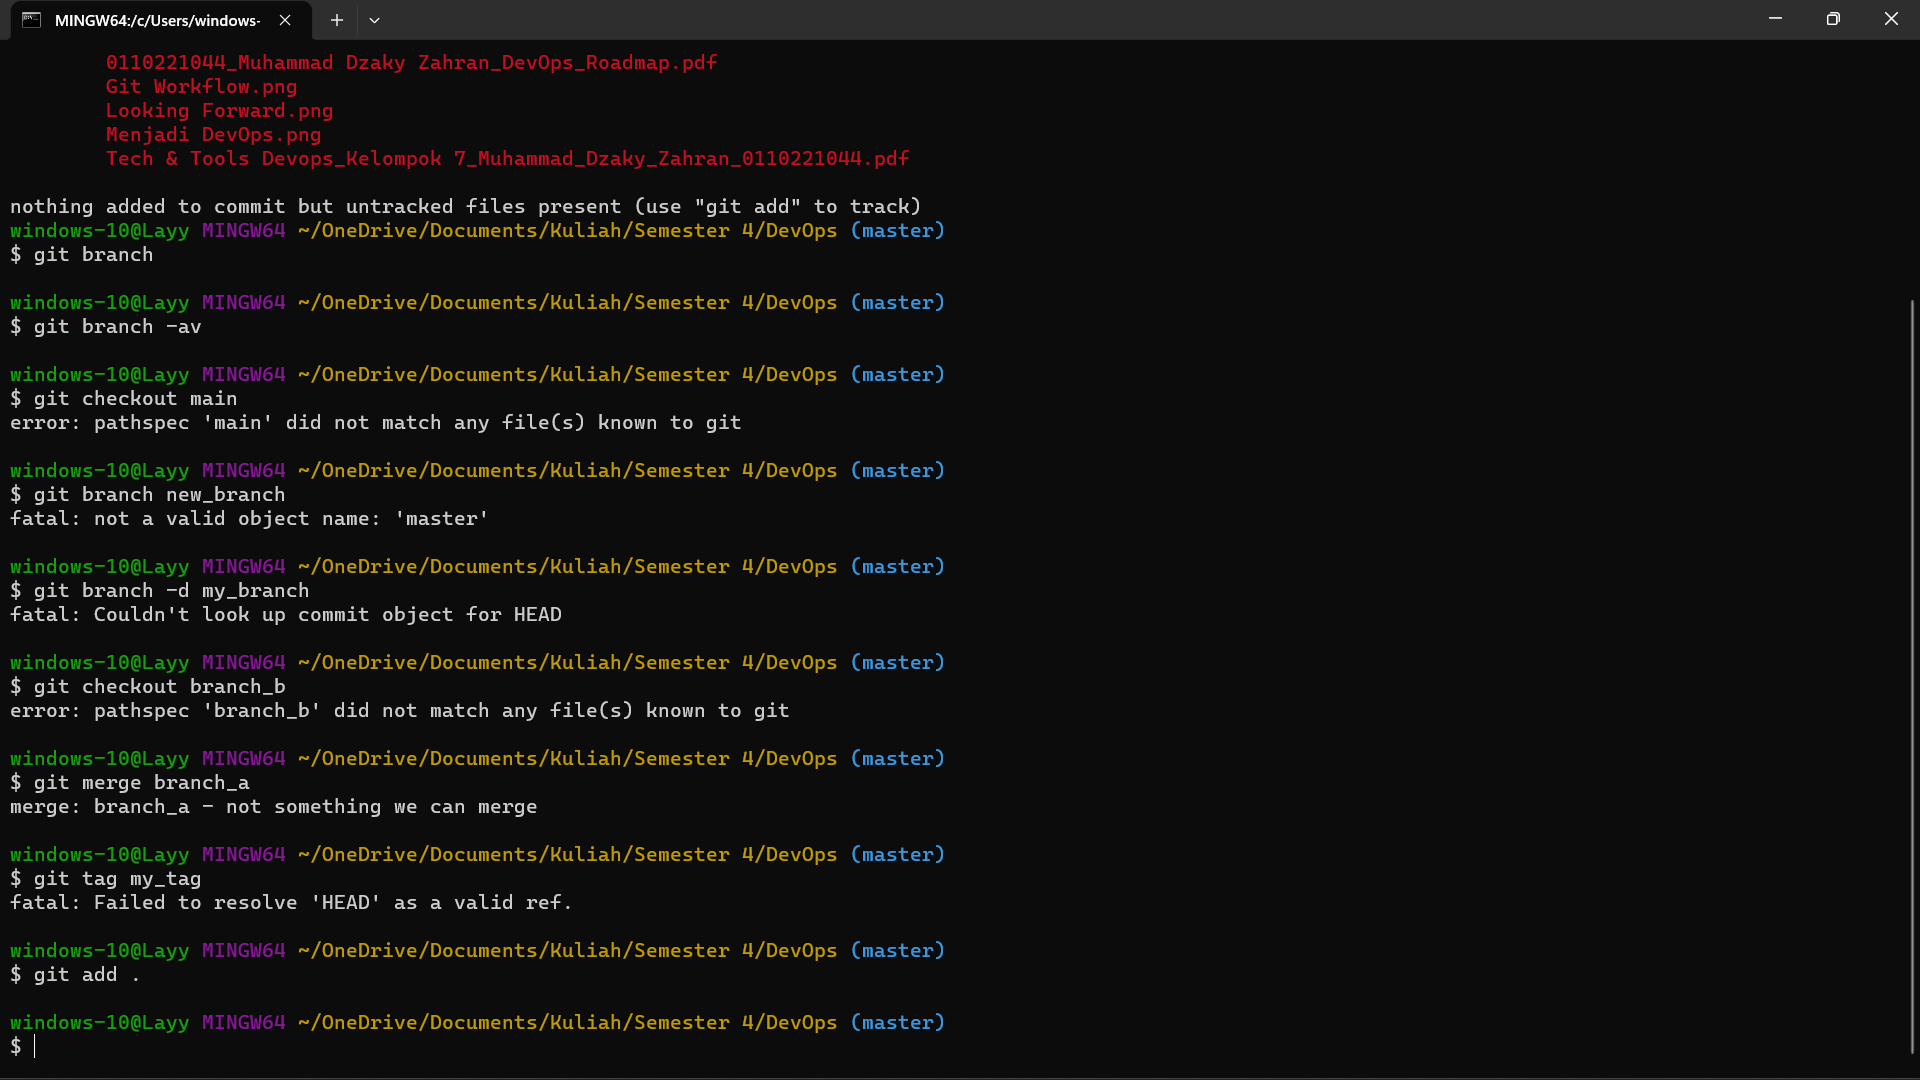 MINGW64:/c/Users/windows-
0110221044_Muhammad Dzaky Zahran_DevOps_Roadmap.pdf
Git Workflow.png
Looking Forward.png
Menjadi DevOps.png
Tech & Tools Devops_Kelompok 7_Muhammad_Dzaky_Zahran_0110221044.pdf
nothing added to commit but untracked files present (use "git add" to track)
windows-10@Layy MINGW64 ~/OneDrive/Documents/Kuliah/Semester 4/DevOps (master)
$ git branch
windows-10@Layy MINGW64 ~/OneDrive/Documents/Kuliah/Semester 4/DevOps (master)
$ git branch -av
windows-10@Layy MINGW64 ~/OneDrive/Documents/Kuliah/Semester 4/DevOps (master)
$ git checkout main
error: pathspec 'main' did not match any file(s) known to git
windows-10@Layy MINGW64 ~/OneDrive/Documents/Kuliah/Semester 4/DevOps (master)
$ git branch new_branch
fatal: not a valid object name: 'master'
windows-10@Layy MINGW64 ~/OneDrive/Documents/Kuliah/Semester 4/DevOps (master)
$ git branch -d my_branch
fatal: Couldn't look up commit object for HEAD
windows-10@Layy MINGW64 ~/OneDrive/Documents/Kuliah/Semester 4/DevOps (master)
$ git checkout branch_b
error: pathspec 'branch_b' did not match any file(s) known to git
windows-10@Layy MINGW64 ~/OneDrive/Documents/Kuliah/Semester 4/DevOps (master)
$ git merge branch_a
merge: branch_a - not something we can merge
windows-10@Layy MINGW64 ~/OneDrive/Documents/Kuliah/Semester 4/DevOps (master)
$ git tag my_tag
fatal: Failed to resolve 'HEAD' as a valid ref.
windows-10@Layy MINGW64 ~/OneDrive/Documents/Kuliah/Semester 4/DevOps (master)
$ git add .
windows-10@Layy MINGW64 ~/OneDrive/Documents/Kuliah/Semester 4/DevOps (master)
$